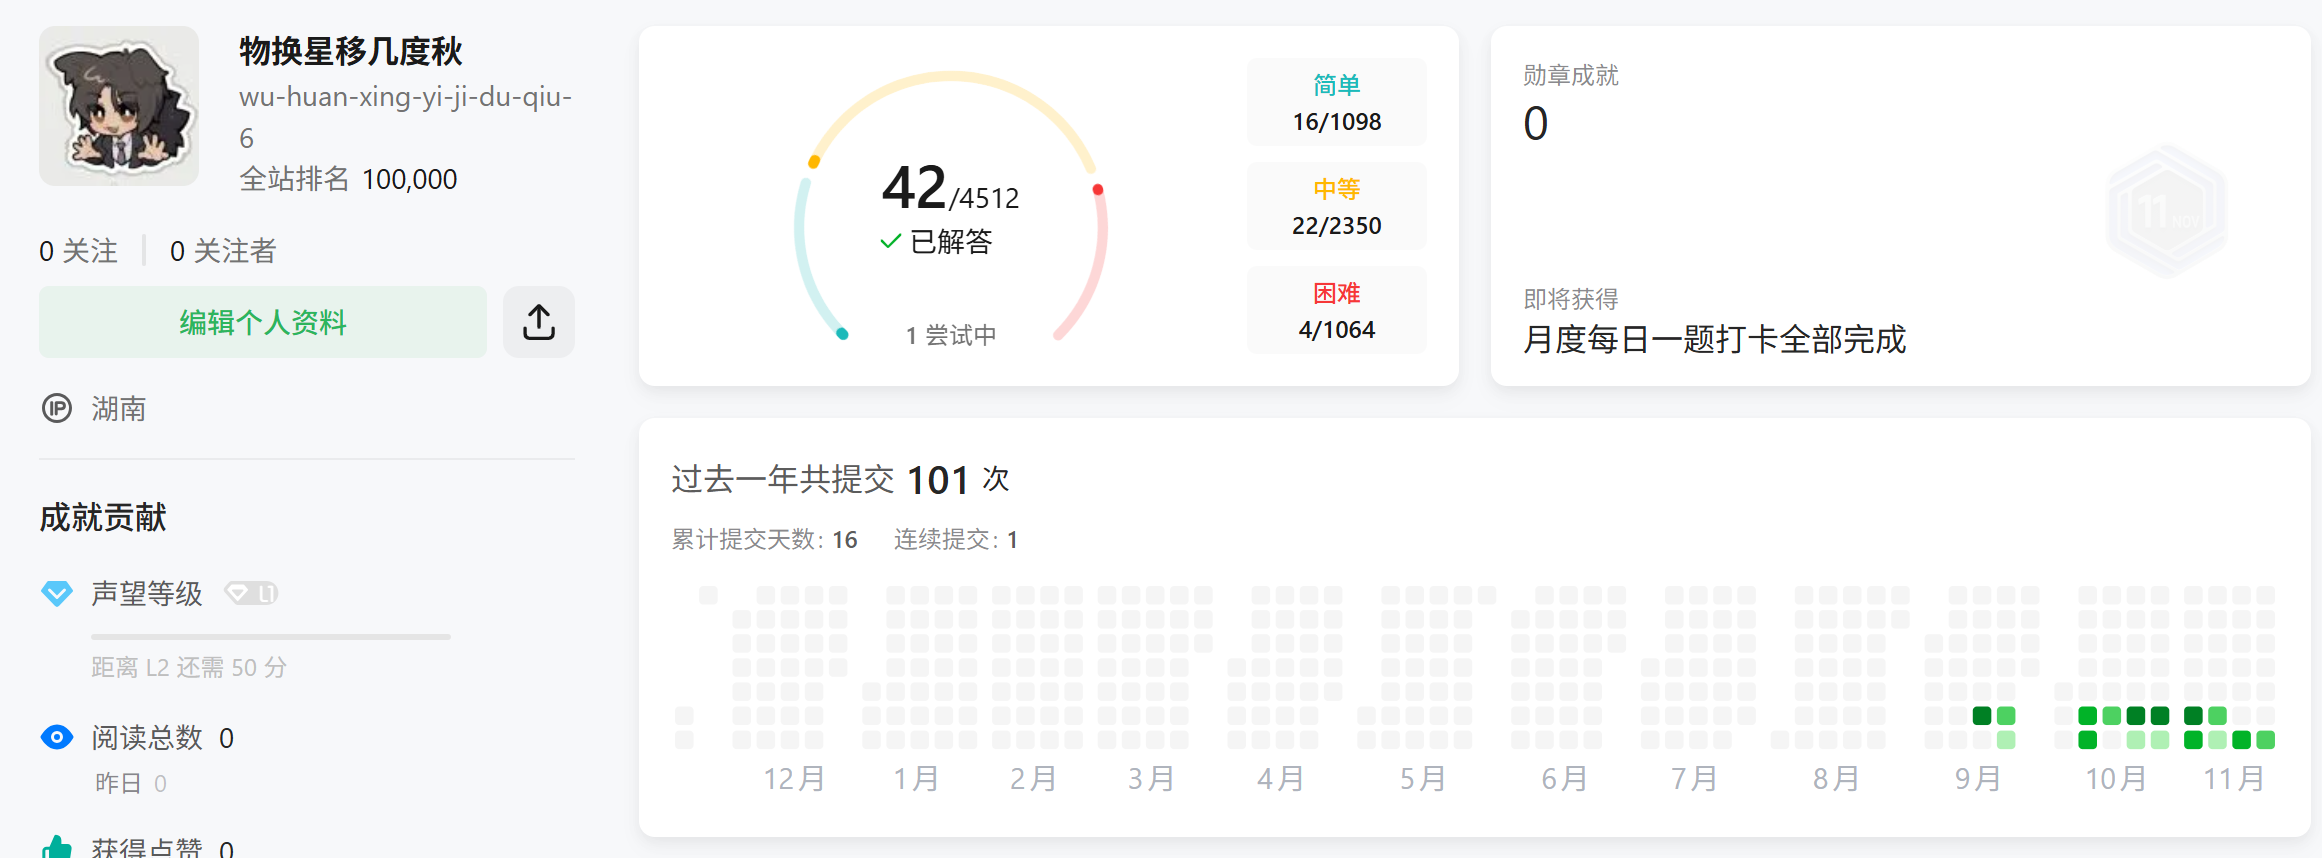 物换星移几度秋
wu-huan-xing-yi-ji-du-qiu-
6
全站排名 100,000
0 关注 0 关注者
编辑个人资料
IP 湖南
成就贡献
声望等级 L1
距离 L2 还需 50 分
阅读总数 0
昨日 0
获得点赞 0
42/4512
已解答
1 尝试中
简单
16/1098
中等
22/2350
困难
4/1064
勋章成就
0
11 NOV
即将获得
月度每日一题打卡全部完成
过去一年共提交 101 次
累计提交天数: 16 连续提交: 1
12月 1月 2月 3月 4月 5月 6月 7月 8月 9月 10月 11月